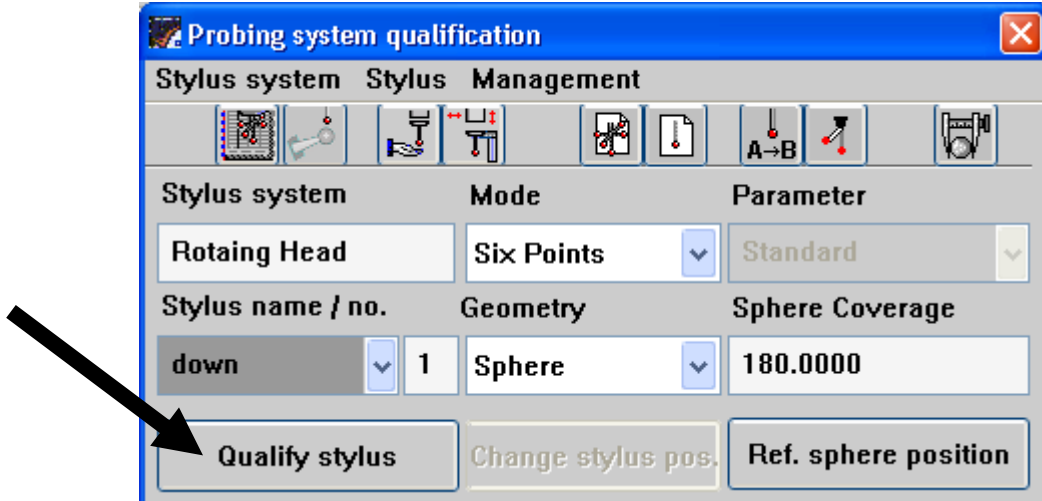 Probing system qualification
Stylus system Stylus Management
A→B
Stylus system Mode Parameter
Rotaing Head Six Points Standard
Stylus name / no. Geometry Sphere Coverage
down 1 Sphere 180.0000
Qualify stylus Change stylus pos. Ref. sphere position